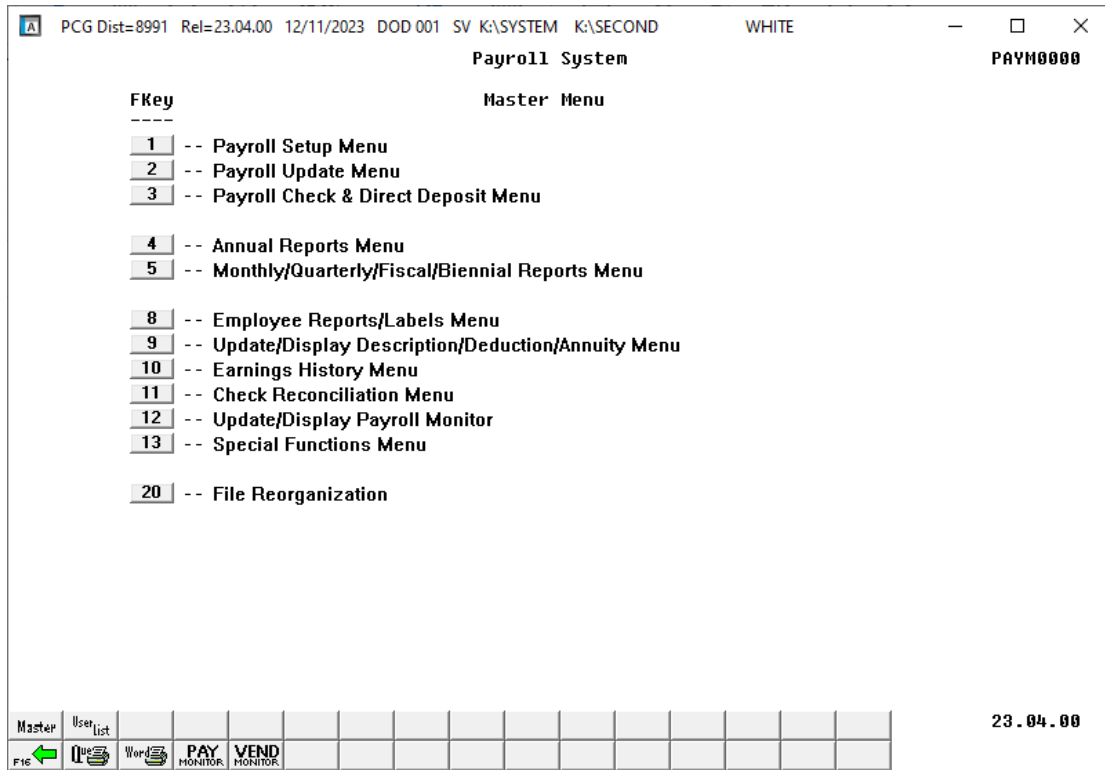 A PCG Dist=8991 Rel=23.04.00 12/11/2023 DOD 001 SV K:\SYSTEM K:\SECOND WHITE
Payroll System PAYM0000
FKey Master Menu
----
1 -- Payroll Setup Menu
2 -- Payroll Update Menu
3 -- Payroll Check & Direct Deposit Menu
4 -- Annual Reports Menu
5 -- Monthly/Quarterly/Fiscal/Biennial Reports Menu
8 -- Employee Reports/Labels Menu
9 -- Update/Display Description/Deduction/Annuity Menu
10 -- Earnings History Menu
11 -- Check Reconciliation Menu
12 -- Update/Display Payroll Monitor
13 -- Special Functions Menu
20 -- File Reorganization
Master User List 23.04.00
F16 Que Word PAY MONITOR VEND MONITOR